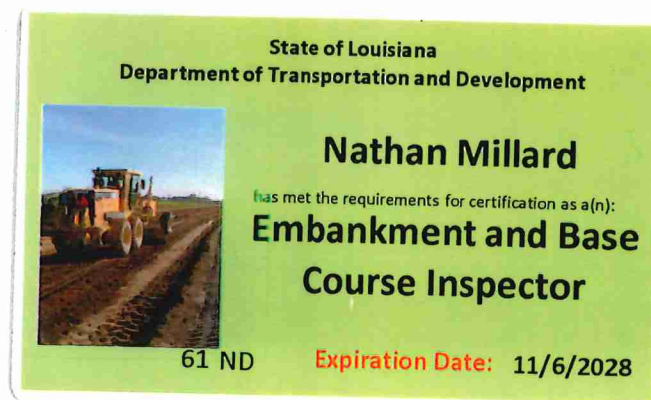 State of Louisiana
Department of Transportation and Development
Nathan Millard
has met the requirements for certification as a(n):
Embankment and Base
Course Inspector
61 ND Expiration Date: 11/6/2028